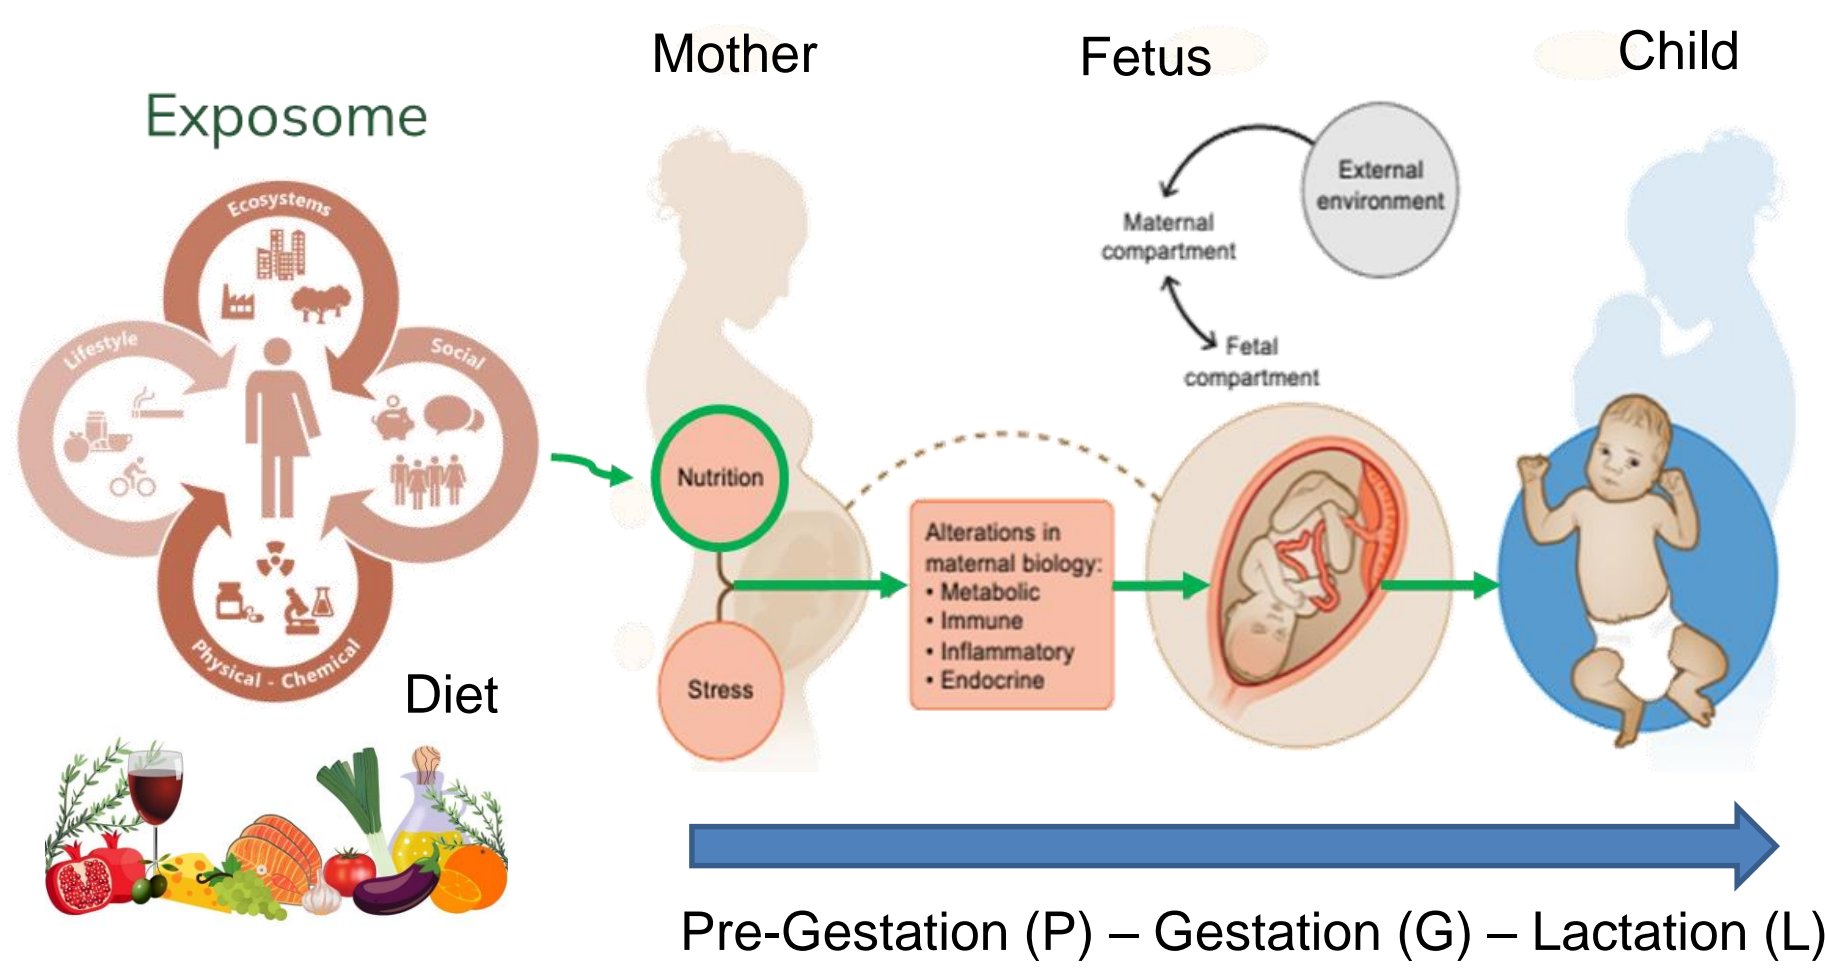 Mother
Fetus
Child
Exposome
Ecosystems
Lifestyle
Social
Physical - Chemical
Diet
External
environment
Maternal
compartment
Fetal
compartment
Nutrition
Stress
Alterations in
maternal biology:
• Metabolic
• Immune
• Inflammatory
• Endocrine
Pre-Gestation (P) – Gestation (G) – Lactation (L)